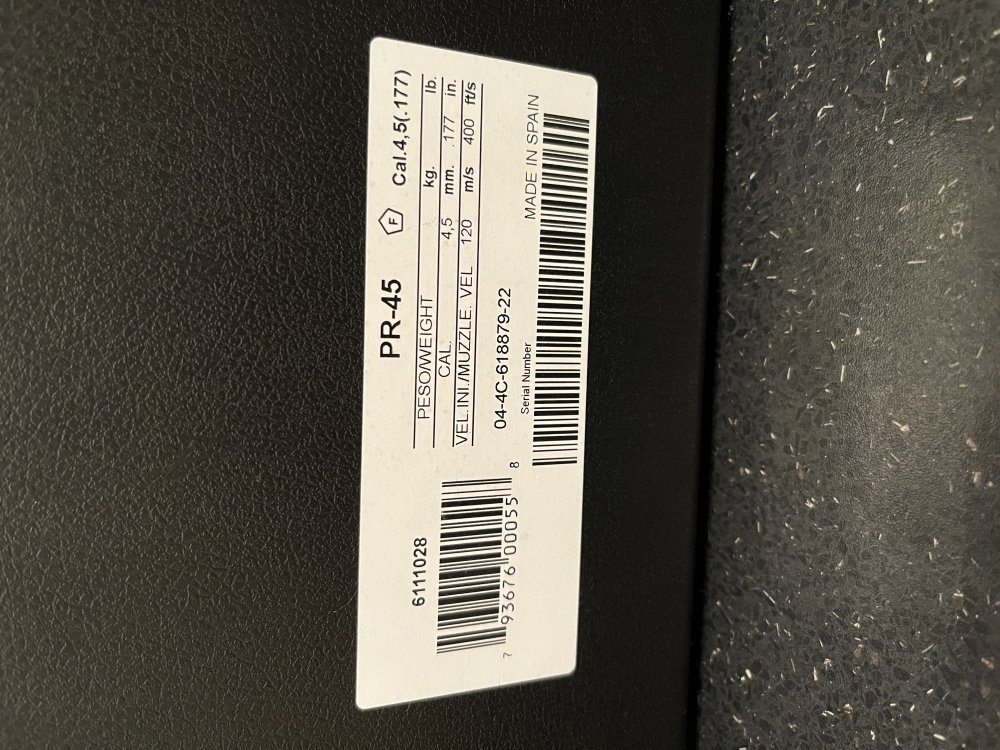 PR-45 F Cal.4,5(.177)
PESO/WEIGHT kg. lb.
CAL. 4,5 mm. .177 in.
VEL.INI./MUZZLE. VEL 120 m/s 400 ft/s
04-4C-618879-22
Serial Number
MADE IN SPAIN
6111028
7 93676 00055 8